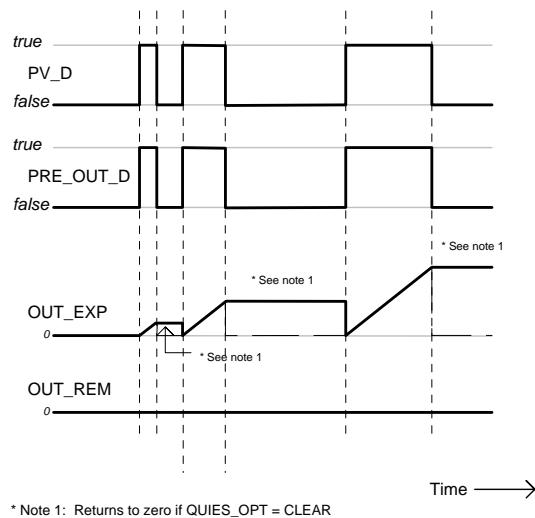 true
PV_D
false
true
PRE_OUT_D
false
* See note 1
* See note 1
OUT_EXP
0
* See note 1
OUT_REM
0
Time
* Note 1: Returns to zero if QUIES_OPT = CLEAR